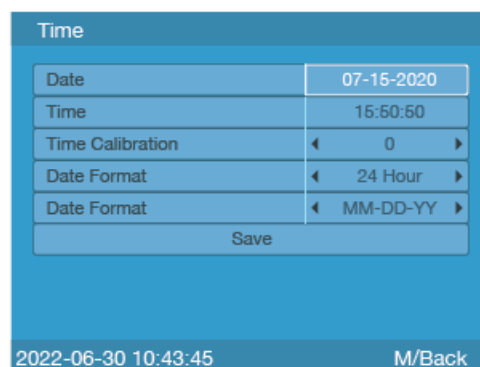 Time
Date 07-15-2020
Time 15:50:50
Time Calibration 0
Date Format 24 Hour
Date Format MM-DD-YY
Save
2022-06-30 10:43:45 M/Back